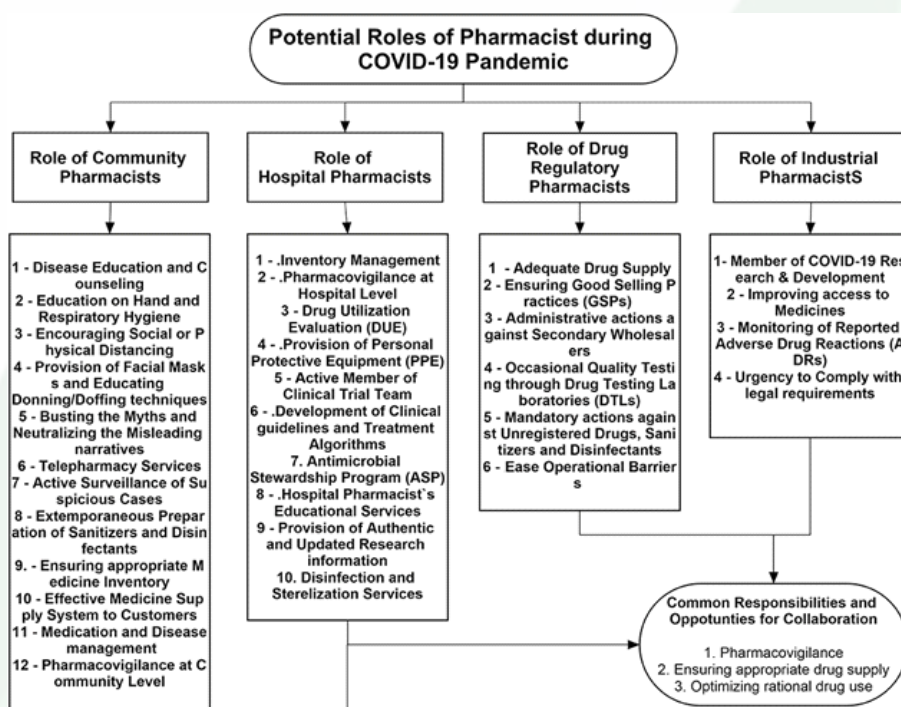 Potential Roles of Pharmacist during
COVID-19 Pandemic
Role of Community
Pharmacists
Role of
Hospital Pharmacists
Role of Drug
Regulatory
Pharmacists
Role of Industrial
PharmacistS
1 - Disease Education and C
ounseling
2 - Education on Hand and
Respiratory Hygiene
3 - Encouraging Social or P
hysical Distancing
4 - Provision of Facial Mask
s and Educating
Donning/Doffing techniques
5 - Busting the Myths and
Neutralizing the Misleading
narratives
6 - Telepharmacy Services
7 - Active Surveillance of Su
spicious Cases
8 - Extemporaneous Prepar
ation of Sanitizers and Disin
fectants
9. - Ensuring appropriate M
edicine Inventory
10 - Effective Medicine Sup
ply System to Customers
11 - Medication and Disease
management
12 - Pharmacovigilance at C
ommunity Level
1 - .Inventory Management
2 - .Pharmacovigilance at
Hospital Level
3 - Drug Utilization
Evaluation (DUE)
4 - .Provision of Personal
Protective Equipment (PPE)
5 - Active Member of
Clinical Trial Team
6 - .Development of Clinical
guidelines and Treatment
Algorithms
7. Antimicrobial
Stewardship Program (ASP)
8 - .Hospital Pharmacist`s
Educational Services
9 - Provision of Authentic
and Updated Research
information
10. Disinfection and
Sterelization Services
1 - Adequate Drug Supply
2 - Ensuring Good Selling P
ractices (GSPs)
3 - Administrative actions a
gainst Secondary Wholesal
ers
4 - Occasional Quality Testi
ng through Drug Testing La
boratories (DTLs)
5 - Mandatory actions again
st Unregistered Drugs, Sani
tizers and Disinfectants
6 - Ease Operational Barrier
s
1- Member of COVID-19 Res
earch & Development
2 - Improving access to
Medicines
3 - Monitoring of Reported
Adverse Drug Reactions (A
DRs)
4 - Urgency to Comply with
legal requirements
Common Responsibilities and
Oppotunties for Collaboration
1. Pharmacovigilance
2. Ensuring appropriate drug supply
3. Optimizing rational drug use